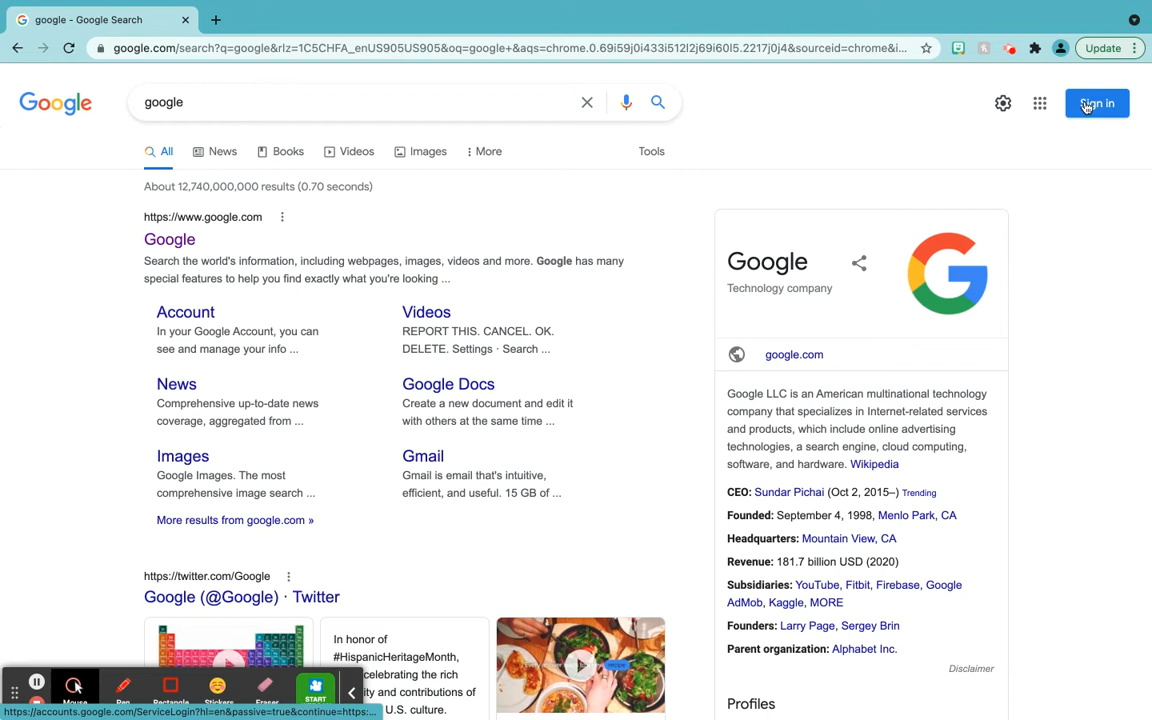 google - Google Search
google.com/search?q=google&rlz=1C5CHFA_enUS905US905&oq=google+&aqs=chrome.0.69i59j0i433i512l2j69i60l5.2217j0j4&sourceid=chrome&i...
Update
Google
google
Sign in
All
News
Books
Videos
Images
More
Tools
About 12,740,000,000 results (0.70 seconds)
https://www.google.com
Google
Search the world's information, including webpages, images, videos and more. Google has many
special features to help you find exactly what you're looking ...
Account
In your Google Account, you can
see and manage your info ...
Videos
REPORT THIS. CANCEL. OK.
DELETE. Settings · Search ...
News
Comprehensive up-to-date news
coverage, aggregated from ...
Google Docs
Create a new document and edit it
with others at the same time ...
Images
Google Images. The most
comprehensive image search ...
Gmail
Gmail is email that's intuitive,
efficient, and useful. 15 GB of ...
More results from google.com »
https://twitter.com/Google
Google (@Google) · Twitter
In honor of
#HispanicHeritageMonth,
celebrating the rich
ity and contributions of
U.S. culture.
recipe
Google
Technology company
google.com
Google LLC is an American multinational technology
company that specializes in Internet-related services
and products, which include online advertising
technologies, a search engine, cloud computing,
software, and hardware. Wikipedia
CEO: Sundar Pichai (Oct 2, 2015–) Trending
Founded: September 4, 1998, Menlo Park, CA
Headquarters: Mountain View, CA
Revenue: 181.7 billion USD (2020)
Subsidiaries: YouTube, Fitbit, Firebase, Google
AdMob, Kaggle, MORE
Founders: Larry Page, Sergey Brin
Parent organization: Alphabet Inc.
Disclaimer
Profiles
Mouse
Pen
Rectangle
Stickers
Eraser
START
https://accounts.google.com/ServiceLogin?hl=en&passive=true&continue=https:...